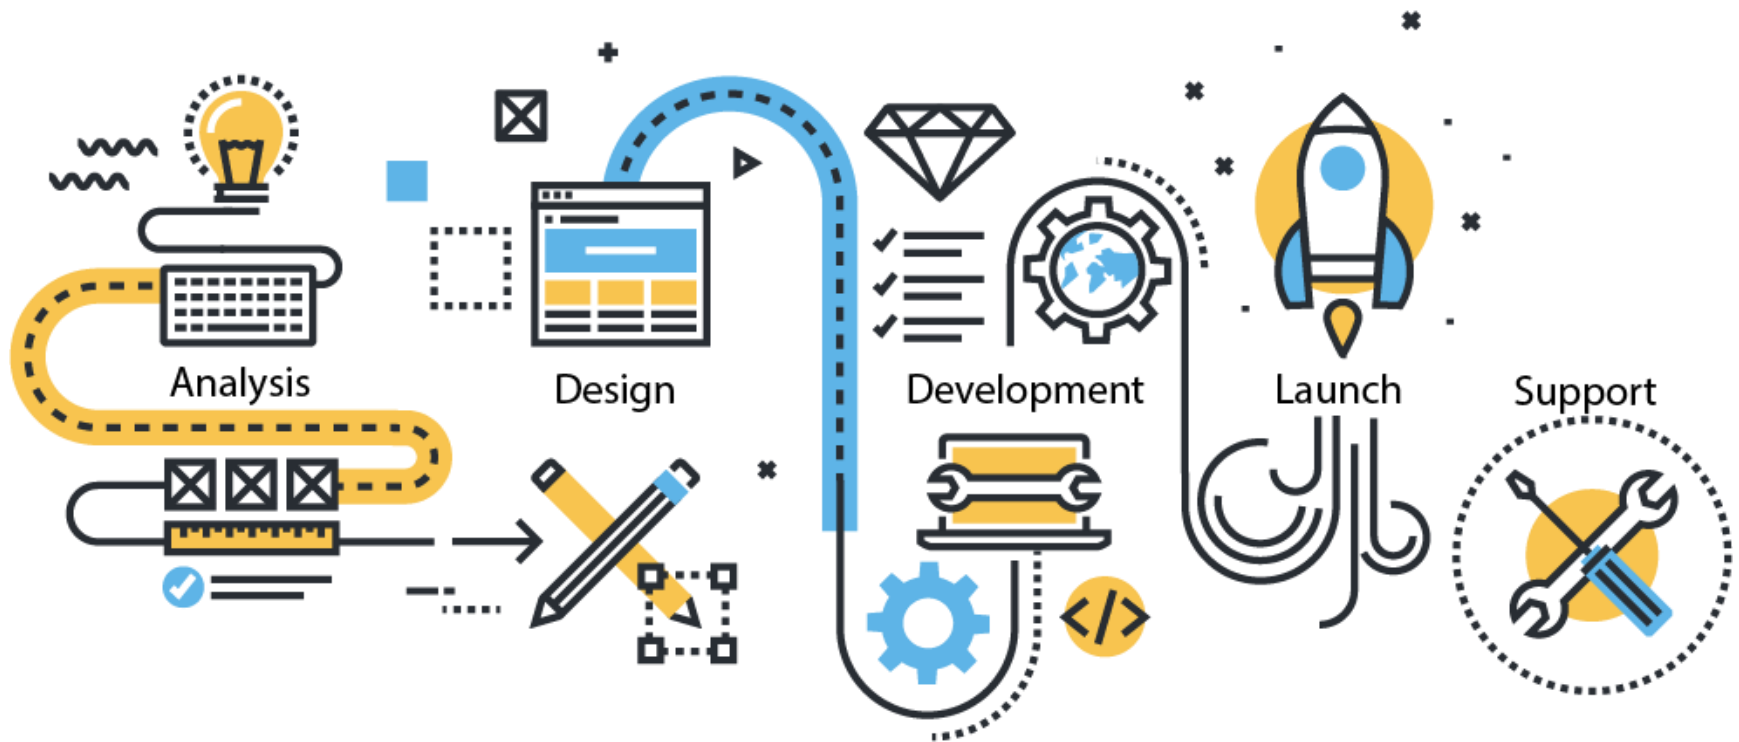 Analysis
Design
Development
Launch
Support
</>